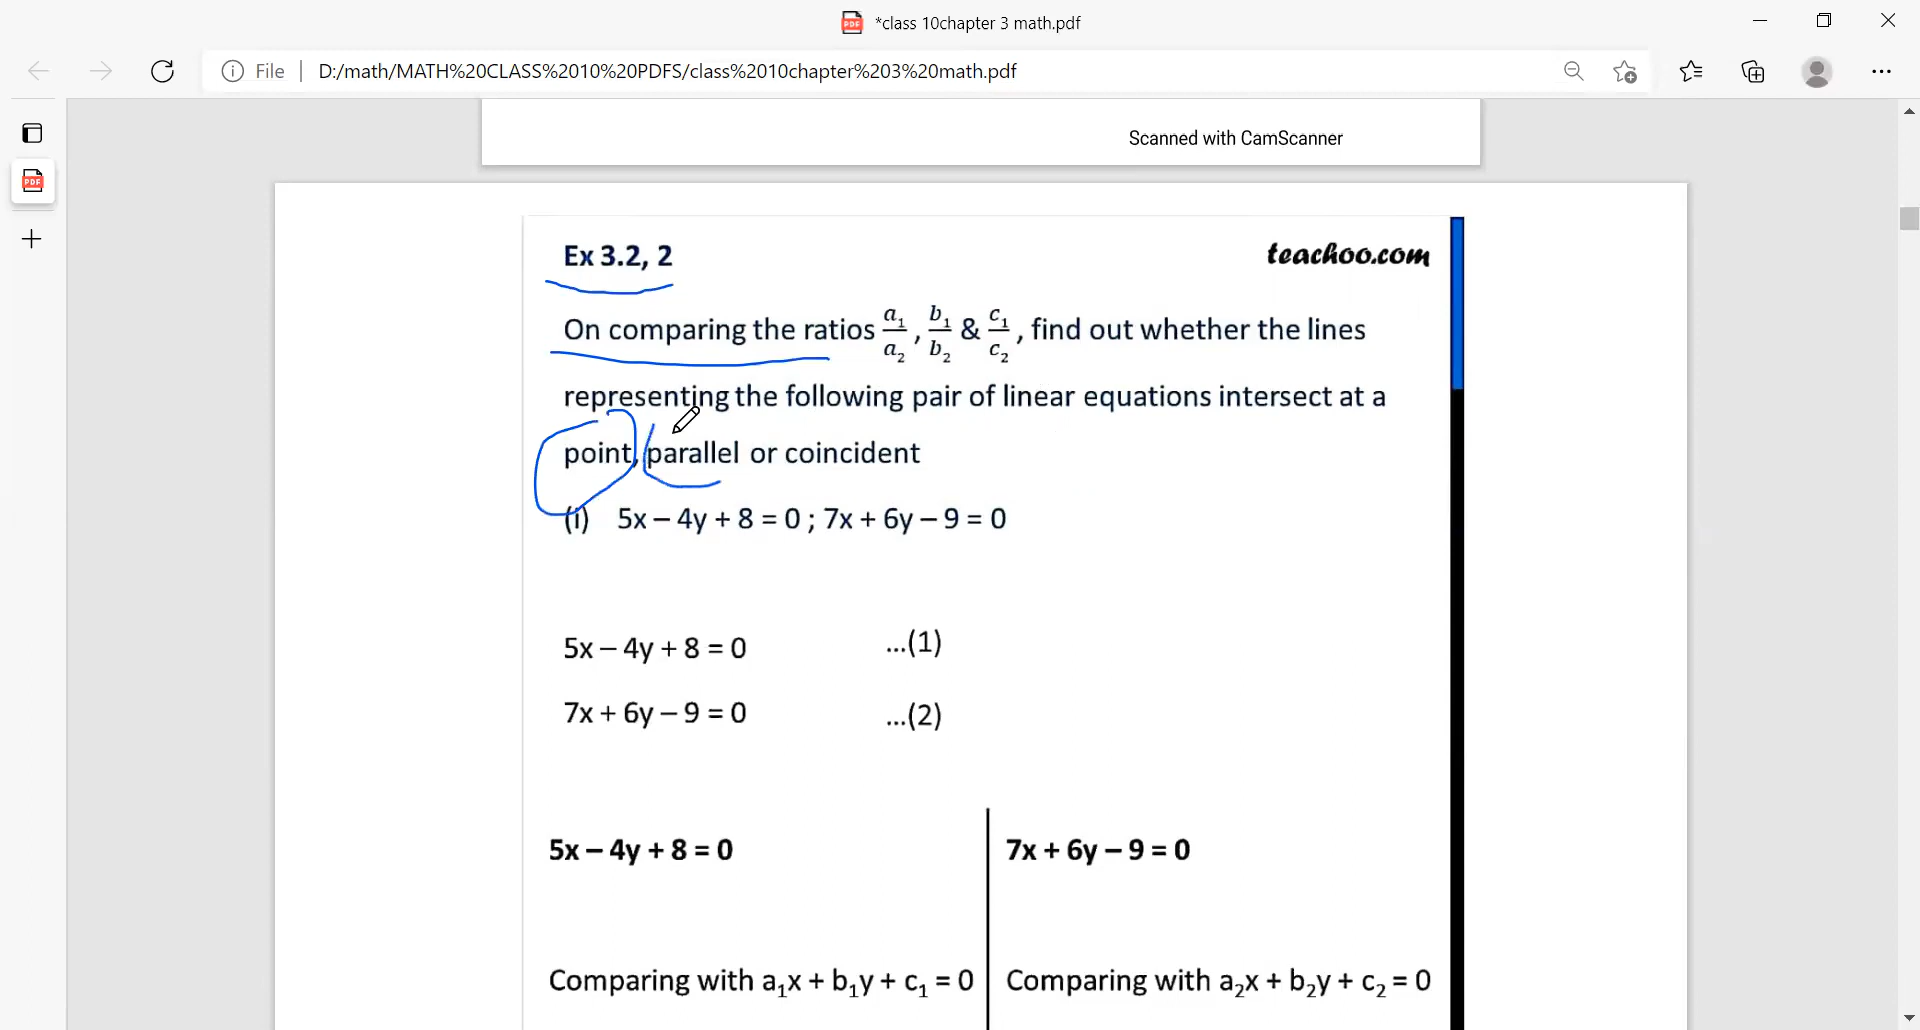 *class 10chapter 3 math.pdf
File | D:/math/MATH%20CLASS%2010%20PDFS/class%2010chapter%203%20math.pdf
Scanned with CamScanner
Ex 3.2, 2
teachoo.com
On comparing the ratios a₁/a₂, b₁/b₂ & c₁/c₂, find out whether the lines
representing the following pair of linear equations intersect at a
point, parallel or coincident
(i) 5x – 4y + 8 = 0 ; 7x + 6y – 9 = 0
5x – 4y + 8 = 0 ...(1)
7x + 6y – 9 = 0 ...(2)
5x – 4y + 8 = 0
7x + 6y – 9 = 0
Comparing with a₁x + b₁y + c₁ = 0
Comparing with a₂x + b₂y + c₂ = 0